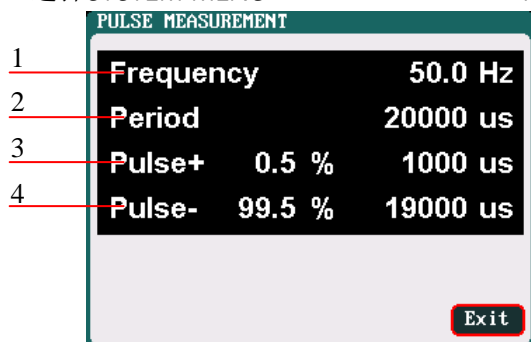 PULSE MEASUREMENT
1 Frequency 50.0 Hz
2 Period 20000 us
3 Pulse+ 0.5 % 1000 us
4 Pulse- 99.5 % 19000 us
Exit